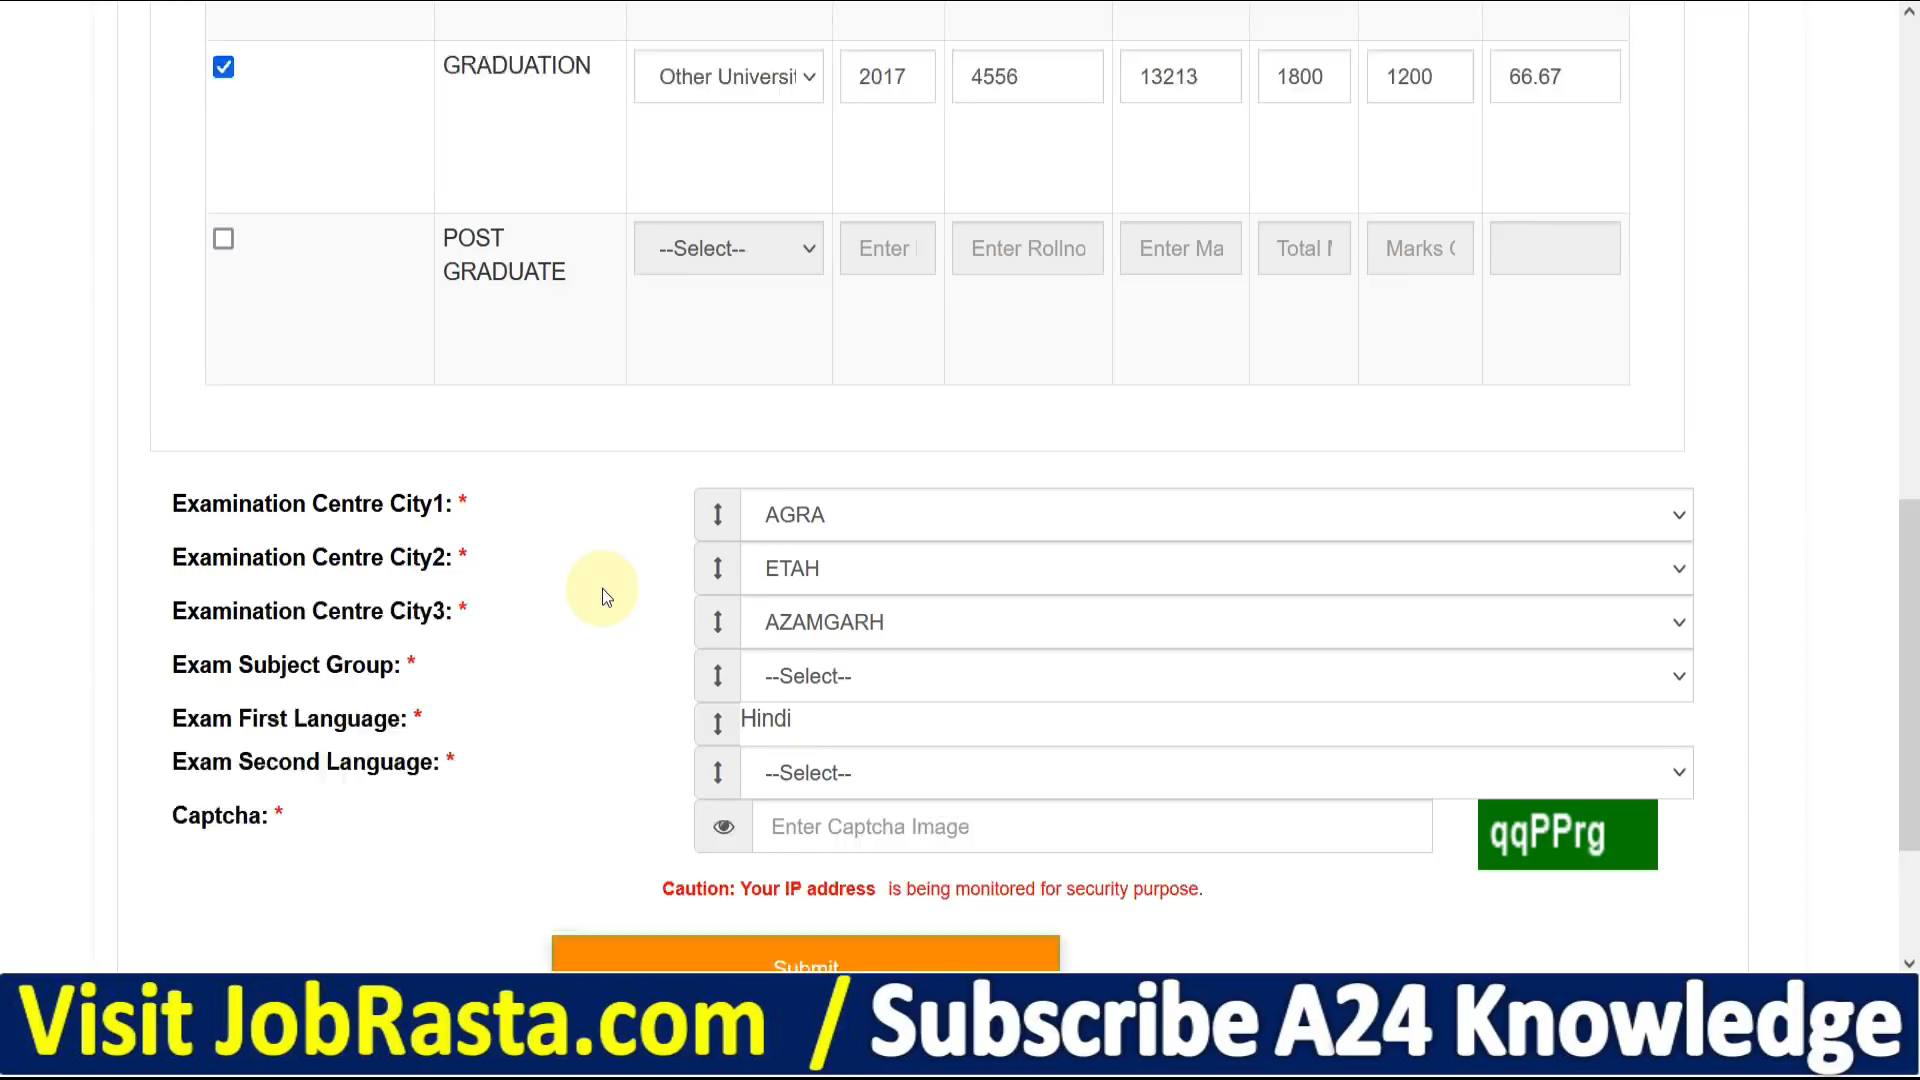 GRADUATION Other Universit 2017 4556 13213 1800 1200 66.67
POST GRADUATE --Select-- Enter Enter Rollno Enter Ma Total Marks
Examination Centre City1: * AGRA
Examination Centre City2: * ETAH
Examination Centre City3: * AZAMGARH
Exam Subject Group: * --Select--
Exam First Language: * Hindi
Exam Second Language: * --Select--
Captcha: * Enter Captcha Image qqPPrg
Caution: Your IP address is being monitored for security purpose.
Submit
Visit JobRasta.com / Subscribe A24 Knowledge